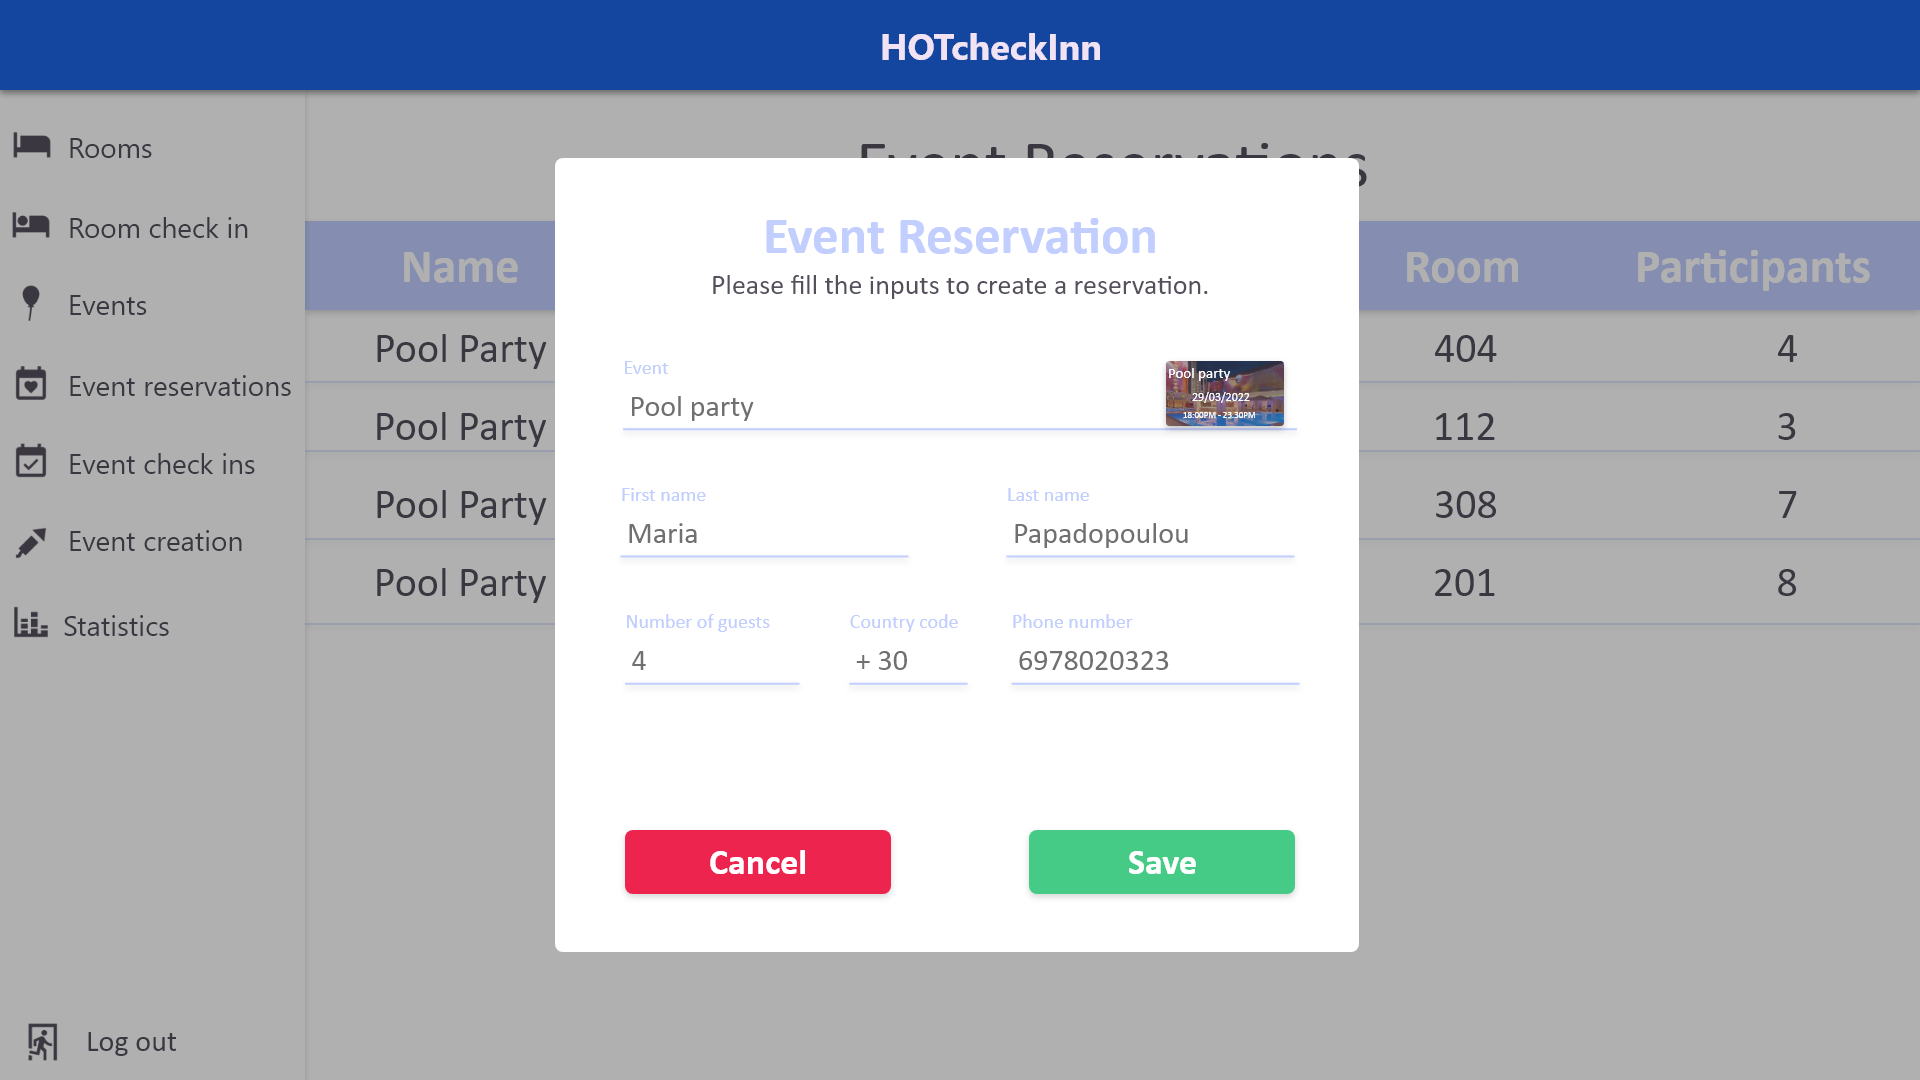 HOTcheckInn
Rooms
Room check in
Events
Event reservations
Event check ins
Event creation
Statistics
Log out
Event Reservations
Name Room Participants
Pool Party 404 4
Pool Party 112 3
Pool Party 308 7
Pool Party 201 8
Event Reservation
Please fill the inputs to create a reservation.
Event
Pool party
Pool party
29/03/2022
18:00PM - 23.30PM
First name Last name
Maria Papadopoulou
Number of guests Country code Phone number
4 + 30 6978020323
Cancel Save